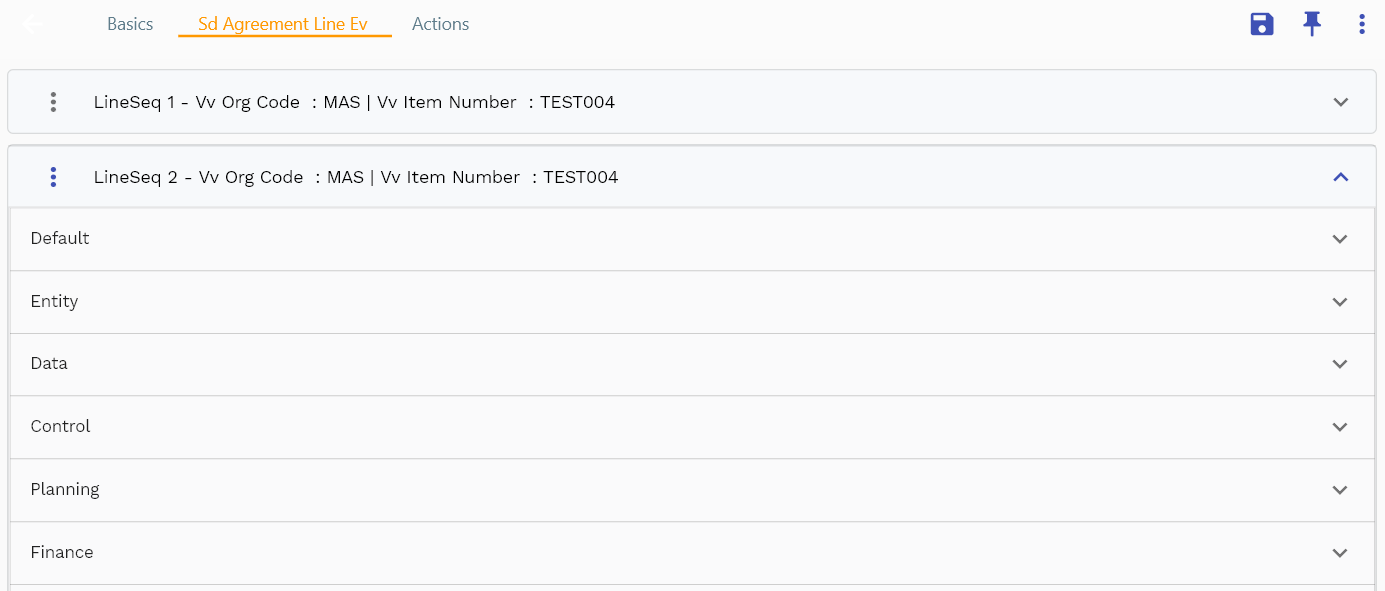 Basics Sd Agreement Line Ev Actions
LineSeq 1 - Vv Org Code : MAS | Vv Item Number : TEST004
LineSeq 2 - Vv Org Code : MAS | Vv Item Number : TEST004
Default
Entity
Data
Control
Planning
Finance